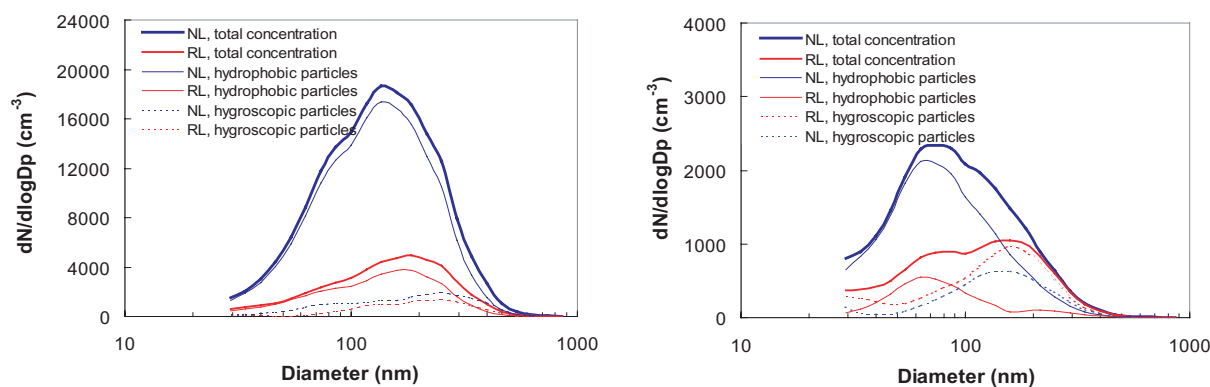 24000
20000
16000
12000
8000
4000
0
dN/dlogDp (cm⁻³)
NL, total concentration
RL, total concentration
NL, hydrophobic particles
RL, hydrophobic particles
NL, hygroscopic particles
RL, hygroscopic particles
10
100
1000
Diameter (nm)
4000
3000
2000
1000
0
dN/dlogDp (cm⁻³)
NL, total concentration
RL, total concentration
NL, hydrophobic particles
RL, hydrophobic particles
RL, hygroscopic particles
NL, hygroscopic particles
10
100
1000
Diameter (nm)